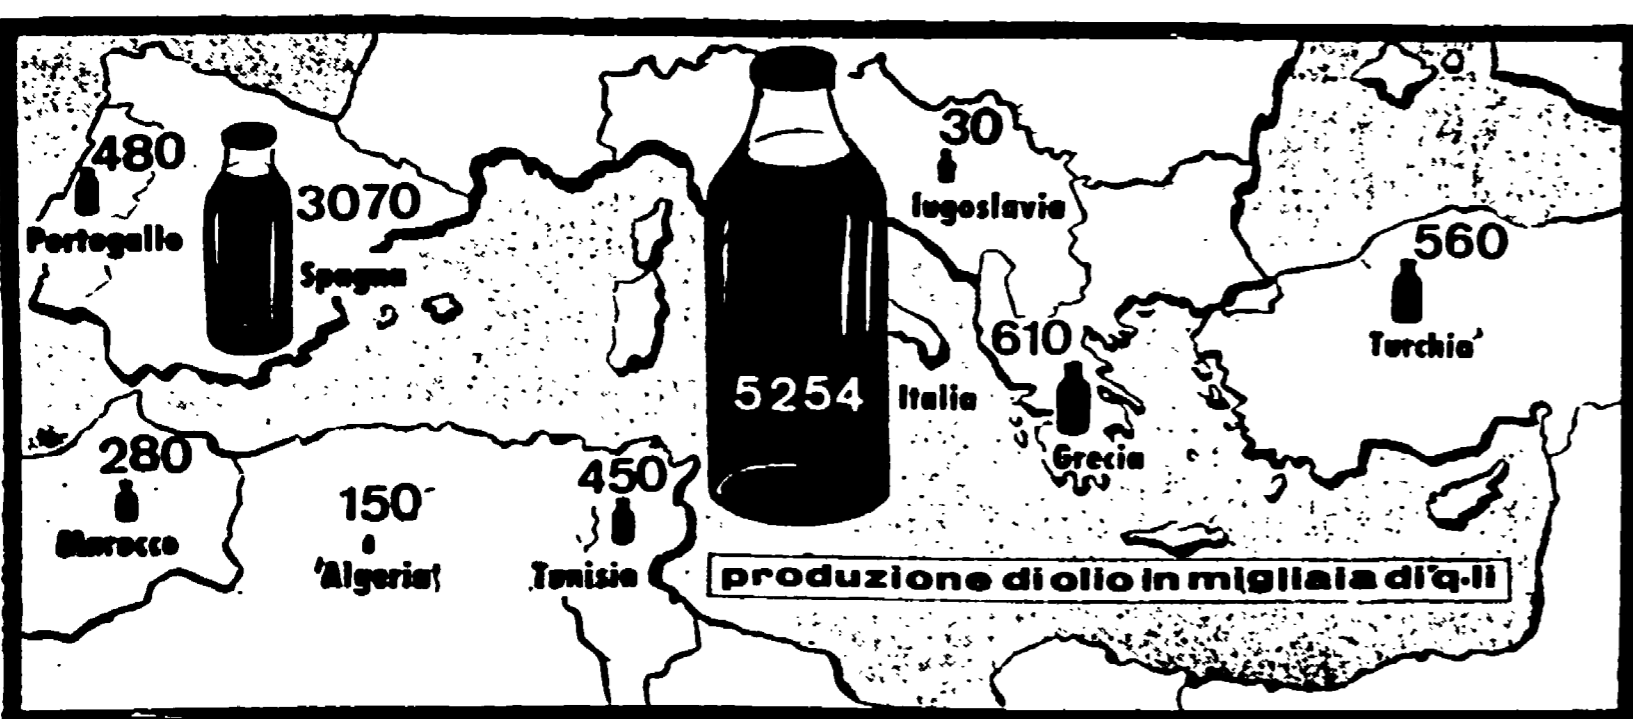 480
Portogallo
3070
Spagna
5254
Italia
30
Iugoslavia
610
Grecia
560
Turchia
280
Marocco
150
Algeria
450
Tunisia
produzione di olio in migliaia di q.li